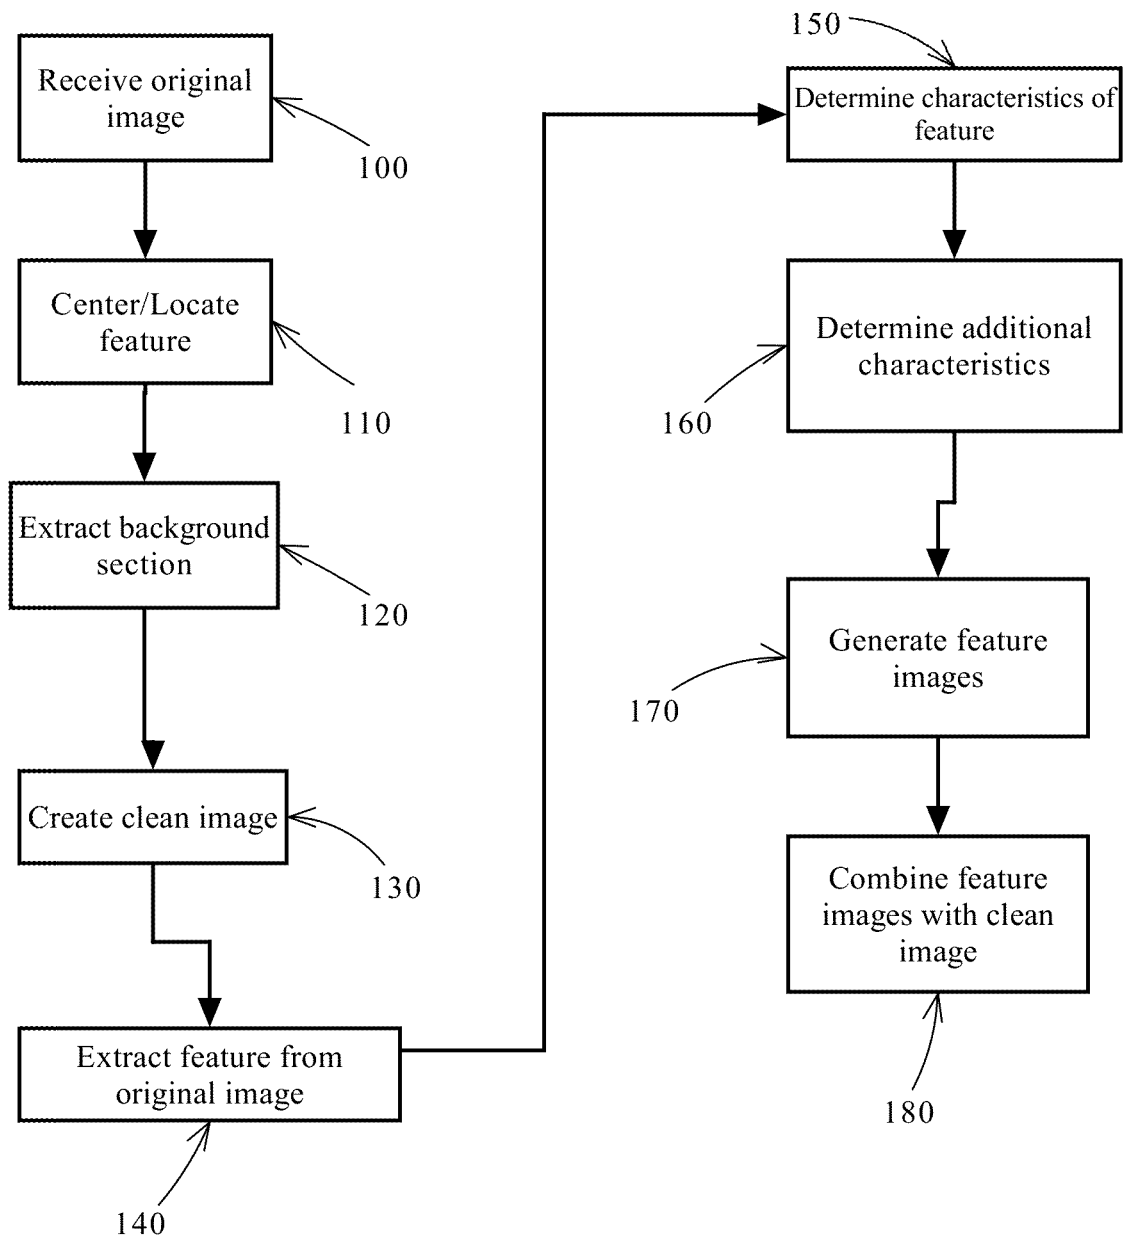 Receive original
image
100
Center/Locate
feature
110
Extract background
section
120
Create clean image
130
Extract feature from
original image
140
150
Determine characteristics of
feature
Determine additional
characteristics
160
Generate feature
images
170
Combine feature
images with clean
image
180